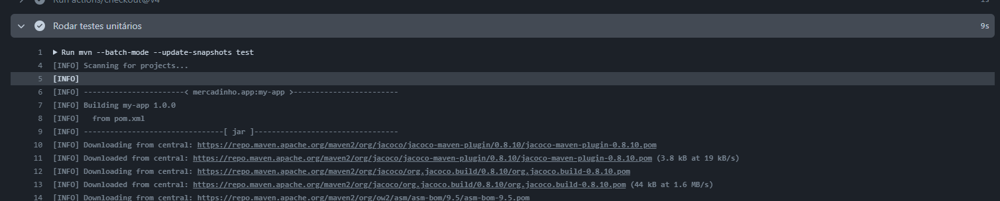 Run actions/checkout@v4 1s
Rodar testes unitários 9s
1 Run mvn --batch-mode --update-snapshots test
4 [INFO] Scanning for projects...
5 [INFO]
6 [INFO] -----------------------< mercadinho.app:my-app >------------------------
7 [INFO] Building my-app 1.0.0
8 [INFO]   from pom.xml
9 [INFO] --------------------------------[ jar ]---------------------------------
10 [INFO] Downloading from central: https://repo.maven.apache.org/maven2/org/jacoco/jacoco-maven-plugin/0.8.10/jacoco-maven-plugin-0.8.10.pom
11 [INFO] Downloaded from central: https://repo.maven.apache.org/maven2/org/jacoco/jacoco-maven-plugin/0.8.10/jacoco-maven-plugin-0.8.10.pom (3.8 kB at 19 kB/s)
12 [INFO] Downloading from central: https://repo.maven.apache.org/maven2/org/jacoco/org.jacoco.build/0.8.10/org.jacoco.build-0.8.10.pom
13 [INFO] Downloaded from central: https://repo.maven.apache.org/maven2/org/jacoco/org.jacoco.build/0.8.10/org.jacoco.build-0.8.10.pom (44 kB at 1.6 MB/s)
14 [INFO] Downloading from central: https://repo.maven.apache.org/maven2/org/ow2/asm/asm-bom/9.5/asm-bom-9.5.pom